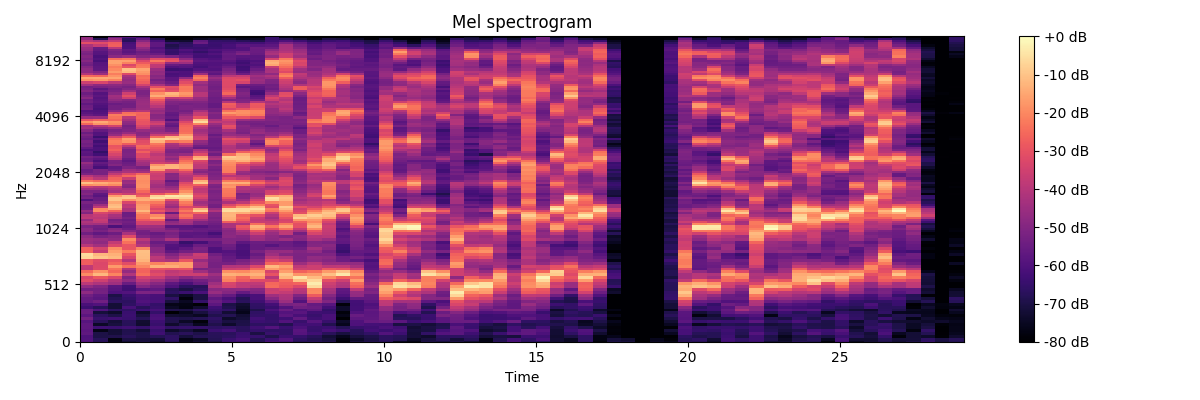 Mel spectrogram
+0 dB
8192
-10 dB
-20 dB
4096
-30 dB
Hz
2048
-40 dB
1024
-50 dB
-60 dB
512
-70 dB
0
-80 dB
0 5 10 15 20 25
Time